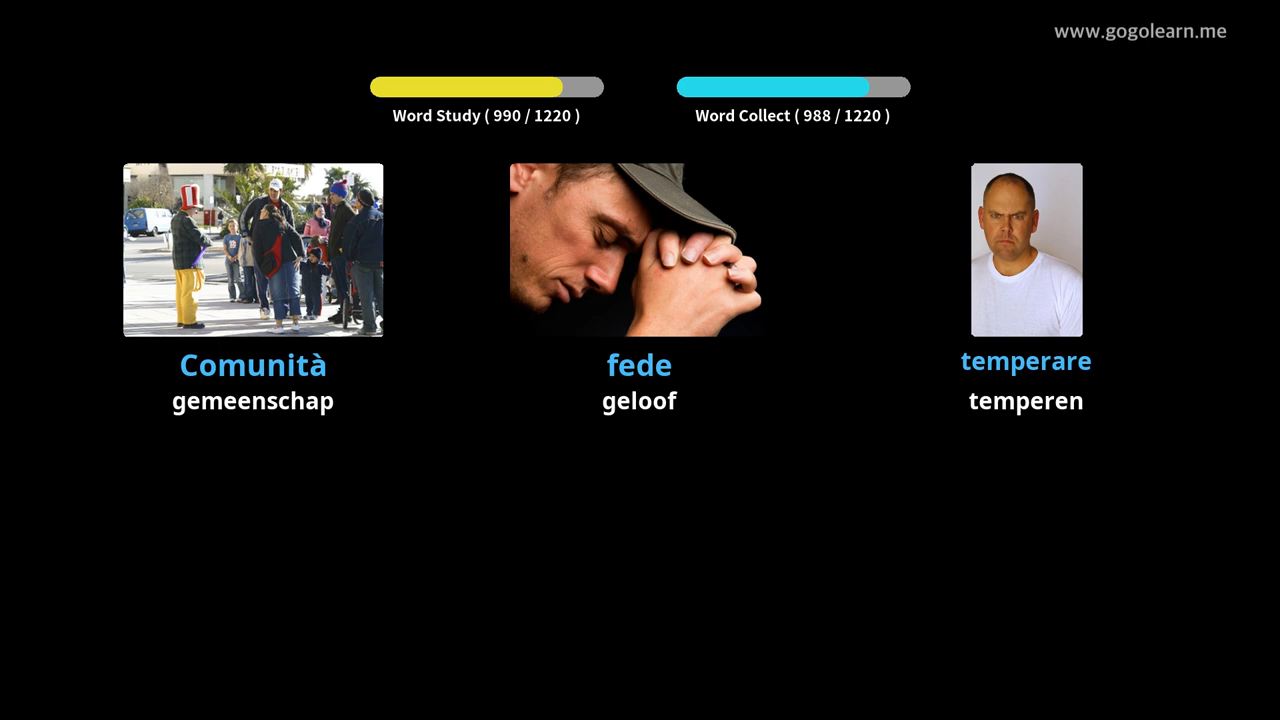 www.gogolearn.me
Word Study ( 990 / 1220 )
Word Collect ( 988 / 1220 )
Comunità
gemeenschap
fede
geloof
temperare
temperen